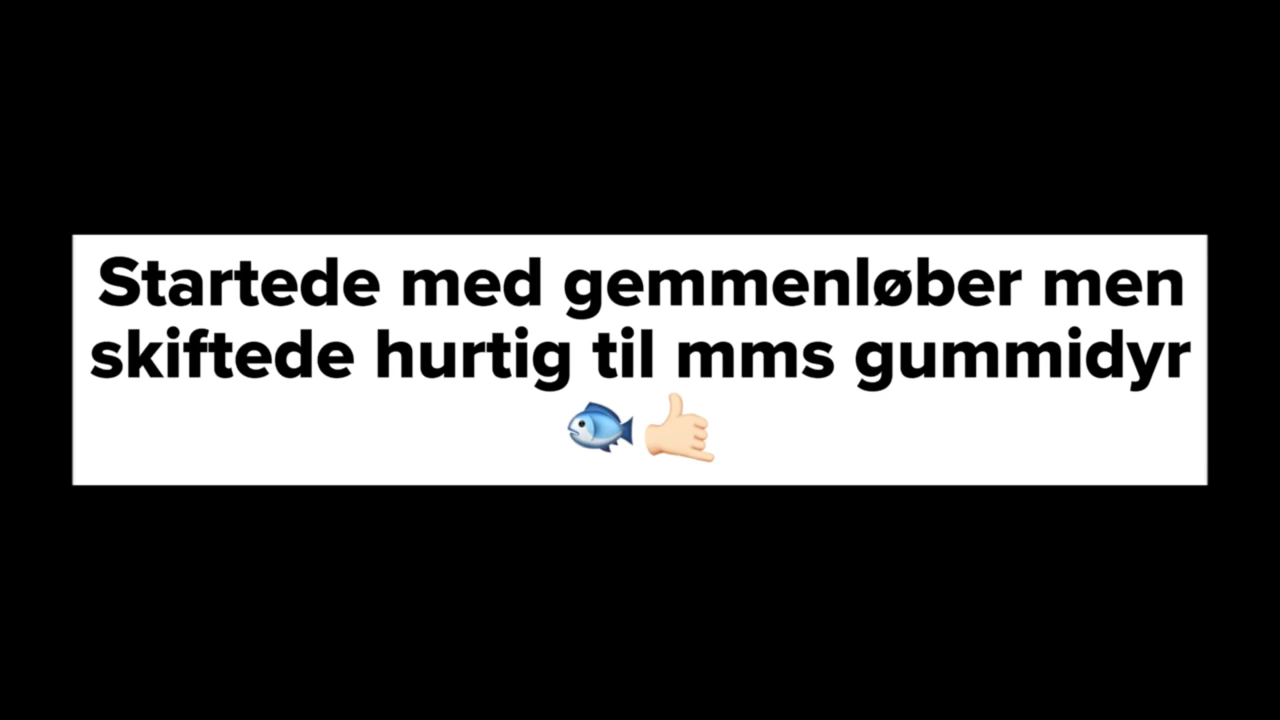 Startede med gemmenløber men
skiftede hurtig til mms gummidyr
🐟🤙🏻